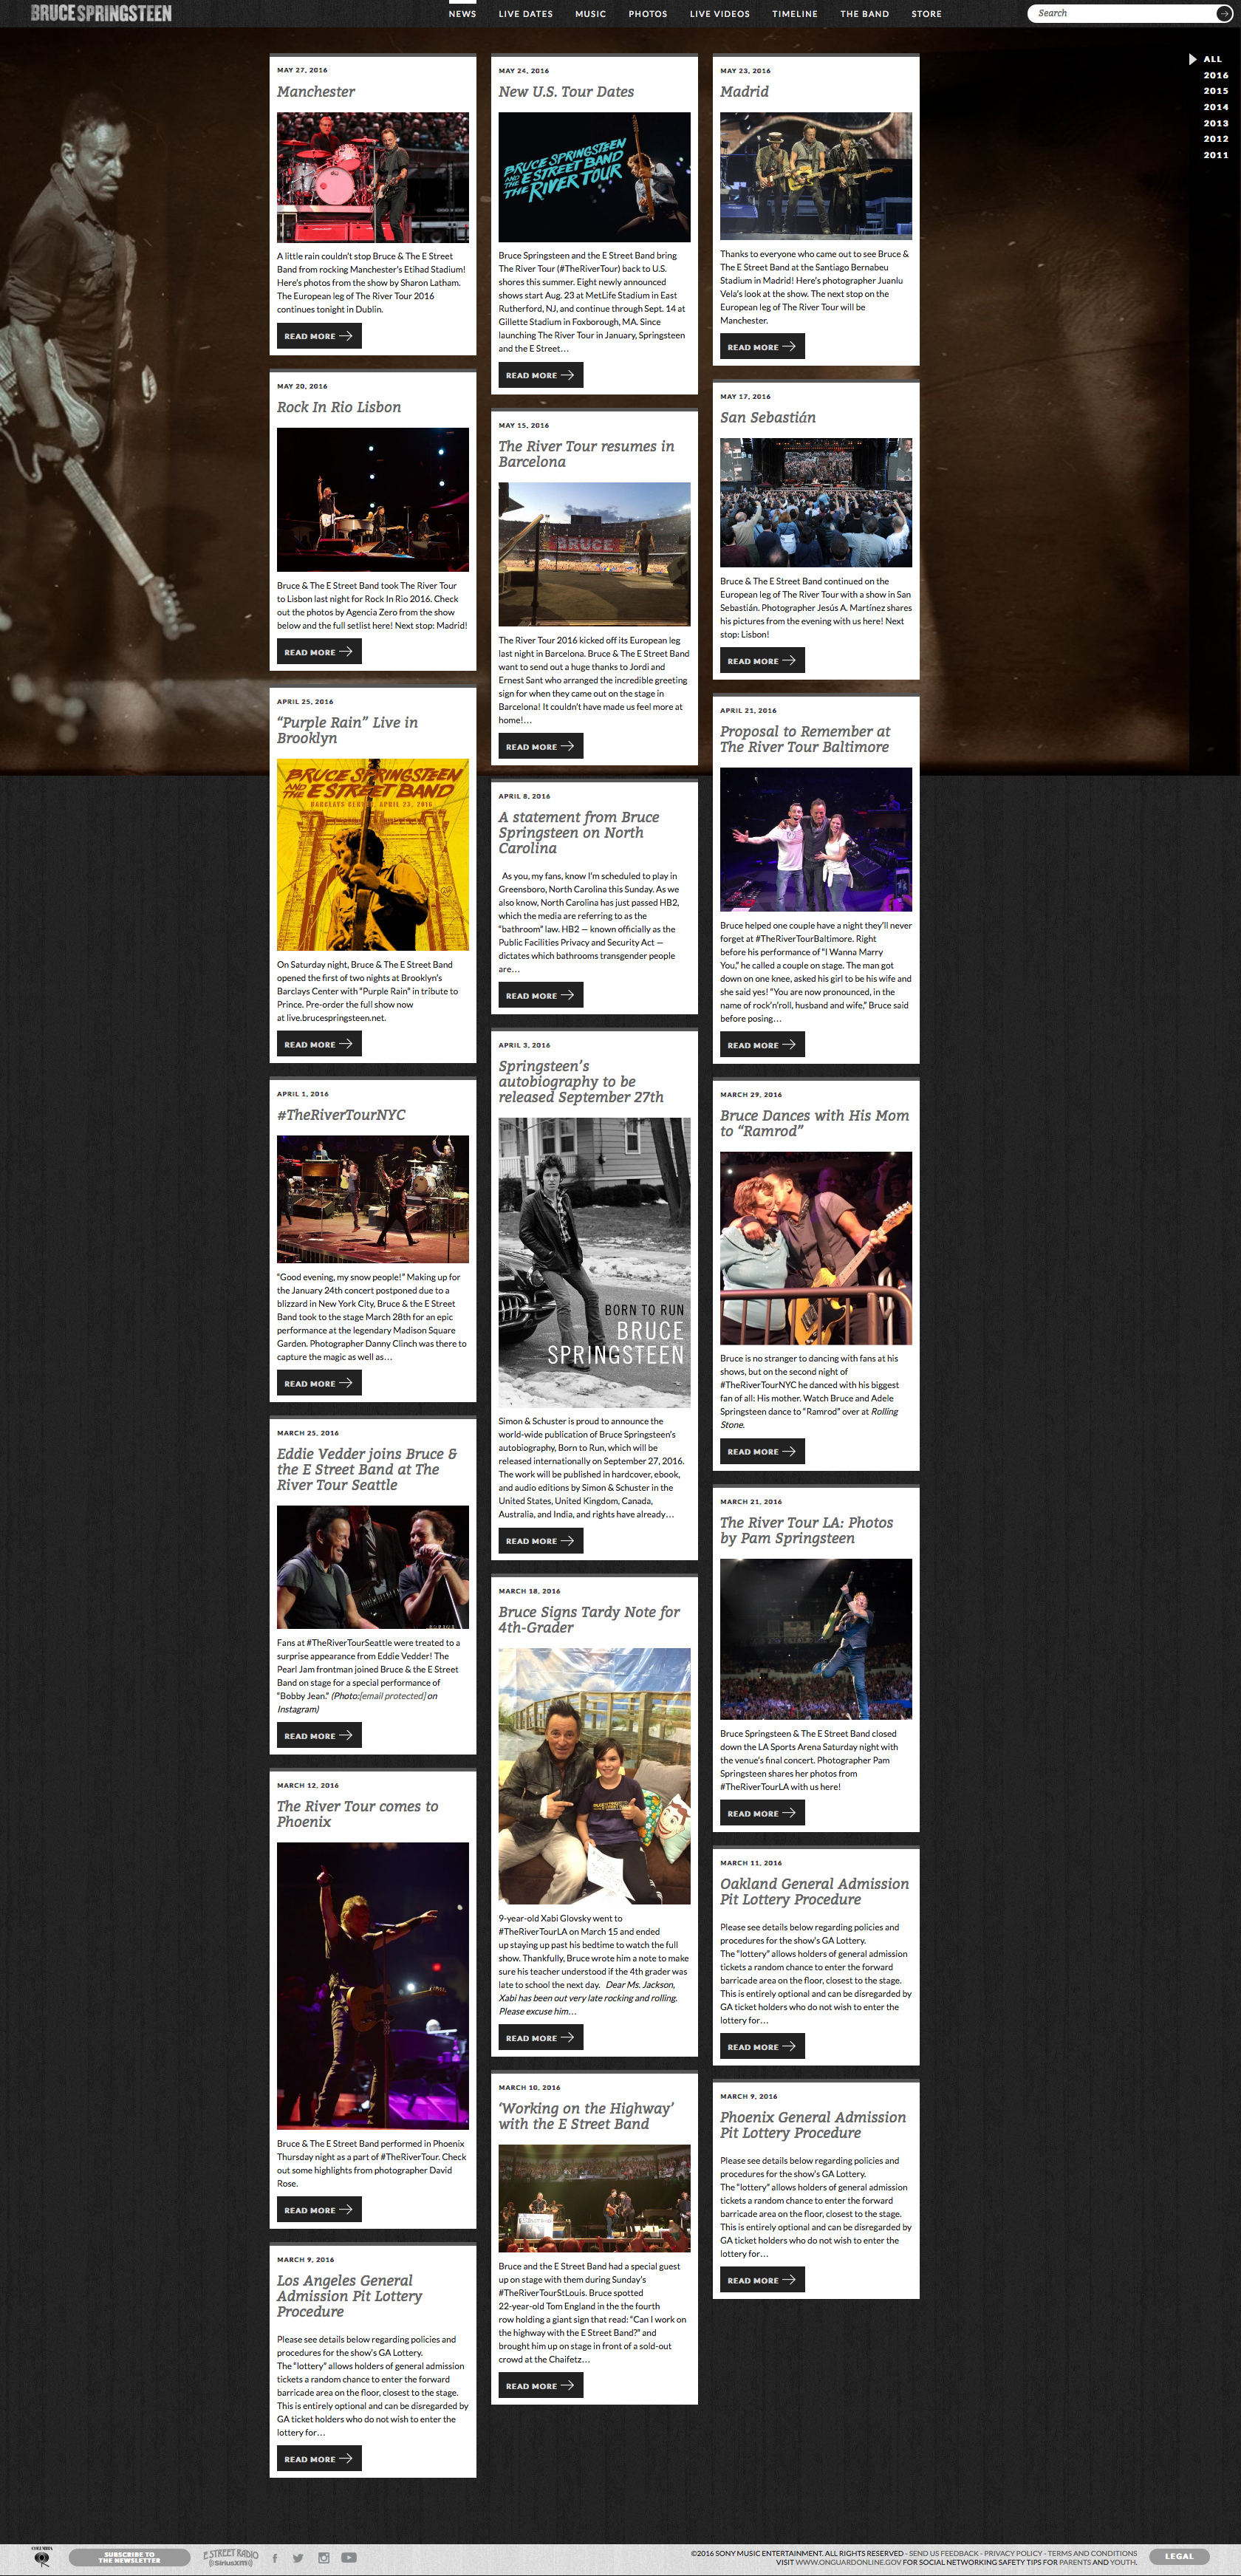 BRUCE SPRINGSTEEN
NEWS
LIVE DATES
MUSIC
PHOTOS
LIVE VIDEOS
TIMELINE
THE BAND
STORE
Search
ALL
2016
2015
2014
2013
2012
2011
MAY 27, 2016
Manchester
A little rain couldn't stop Bruce & The E Street
Band from rocking Manchester's Etihad Stadium!
Here's photos from the show by Sharon Latham.
The European leg of The River Tour 2016
continues tonight in Dublin.
READ MORE
MAY 24, 2016
New U.S. Tour Dates
BRUCE SPRINGSTEEN
AND THE E STREET BAND
THE RIVER TOUR
Bruce Springsteen and the E Street Band bring
The River Tour (#TheRiverTour) back to U.S.
shores this summer. Eight newly announced
shows start Aug. 23 at MetLife Stadium in East
Rutherford, NJ, and continue through Sept. 14 at
Gillette Stadium in Foxborough, MA. Since
launching The River Tour in January, Springsteen
and the E Street…
READ MORE
MAY 23, 2016
Madrid
Thanks to everyone who came out to see Bruce &
The E Street Band at the Santiago Bernabeu
Stadium in Madrid! Here's photographer Juanlu
Vela's look at the show. The next stop on the
European leg of The River Tour will be
Manchester.
READ MORE
MAY 20, 2016
Rock In Rio Lisbon
Bruce & The E Street Band took The River Tour
to Lisbon last night for Rock In Rio 2016. Check
out the photos by Agencia Zero from the show
below and the full setlist here! Next stop: Madrid!
READ MORE
MAY 17, 2016
San Sebastián
Bruce & The E Street Band continued on the
European leg of The River Tour with a show in San
Sebastián. Photographer Jesús A. Martínez shares
his pictures from the evening with us here! Next
stop: Lisbon!
READ MORE
MAY 15, 2016
The River Tour resumes in
Barcelona
BRUCE
The River Tour 2016 kicked off its European leg
last night in Barcelona. Bruce & The E Street Band
want to send out a huge thanks to Jordi and
Ernest Sant who arranged the incredible greeting
sign for when they came out on the stage in
Barcelona! It couldn't have made us feel more at
home!…
READ MORE
APRIL 25, 2016
“Purple Rain” Live in
Brooklyn
BRUCE SPRINGSTEEN
AND THE E STREET BAND
BARCLAYS CENTER APRIL 23, 2016
On Saturday night, Bruce & The E Street Band
opened the first of two nights at Brooklyn's
Barclays Center with "Purple Rain" in tribute to
Prince. Pre-order the full show now
at live.brucespringsteen.net.
READ MORE
APRIL 21, 2016
Proposal to Remember at
The River Tour Baltimore
Bruce helped one couple have a night they'll never
forget at #TheRiverTourBaltimore. Right
before his performance of "I Wanna Marry
You," he called a couple on stage. The man got
down on one knee, asked his girl to be his wife and
she said yes! "You are now pronounced, in the
name of rock'n'roll, husband and wife," Bruce said
before posing…
READ MORE
APRIL 8, 2016
A statement from Bruce
Springsteen on North
Carolina
As you, my fans, know I'm scheduled to play in
Greensboro, North Carolina this Sunday. As we
also know, North Carolina has just passed HB2,
which the media are referring to as the
"bathroom" law. HB2 — known officially as the
Public Facilities Privacy and Security Act —
dictates which bathrooms transgender people
are…
READ MORE
APRIL 3, 2016
Springsteen's
autobiography to be
released September 27th
BORN TO RUN
BRUCE
SPRINGSTEEN
Simon & Schuster is proud to announce the
world-wide publication of Bruce Springsteen's
autobiography, Born to Run, which will be
released internationally on September 27, 2016.
The work will be published in hardcover, ebook,
and audio editions by Simon & Schuster in the
United States, United Kingdom, Canada,
Australia, and India, and rights have already…
READ MORE
APRIL 1, 2016
#TheRiverTourNYC
"Good evening, my snow people!" Making up for
the January 24th concert postponed due to a
blizzard in New York City, Bruce & the E Street
Band took to the stage March 28th for an epic
performance at the legendary Madison Square
Garden. Photographer Danny Clinch was there to
capture the magic as well as…
READ MORE
MARCH 29, 2016
Bruce Dances with His Mom
to “Ramrod”
Bruce is no stranger to dancing with fans at his
shows, but on the second night of
#TheRiverTourNYC he danced with his biggest
fan of all: His mother. Watch Bruce and Adele
Springsteen dance to "Ramrod" over at Rolling
Stone.
READ MORE
MARCH 25, 2016
Eddie Vedder joins Bruce &
the E Street Band at The
River Tour Seattle
Fans at #TheRiverTourSeattle were treated to a
surprise appearance from Eddie Vedder! The
Pearl Jam frontman joined Bruce & the E Street
Band on stage for a special performance of
"Bobby Jean." (Photo:[email protected] on
Instagram)
READ MORE
MARCH 21, 2016
The River Tour LA: Photos
by Pam Springsteen
Bruce Springsteen & The E Street Band closed
down the LA Sports Arena Saturday night with
the venue's final concert. Photographer Pam
Springsteen shares her photos from
#TheRiverTourLA with us here!
READ MORE
MARCH 18, 2016
Bruce Signs Tardy Note for
4th-Grader
9-year-old Xabi Glovsky went to
#TheRiverTourLA on March 15 and ended
up staying up past his bedtime to watch the full
show. Thankfully, Bruce wrote him a note to make
sure his teacher understood if the 4th grader was
late to school the next day. Dear Ms. Jackson,
Xabi has been out very late rocking and rolling.
Please excuse him…
READ MORE
MARCH 12, 2016
The River Tour comes to
Phoenix
Bruce & The E Street Band performed in Phoenix
Thursday night as a part of #TheRiverTour. Check
out some highlights from photographer David
Rose.
READ MORE
MARCH 11, 2016
Oakland General Admission
Pit Lottery Procedure
Please see details below regarding policies and
procedures for the show's GA Lottery.
The "lottery" allows holders of general admission
tickets a random chance to enter the forward
barricade area on the floor, closest to the stage.
This is entirely optional and can be disregarded by
GA ticket holders who do not wish to enter the
lottery for…
READ MORE
MARCH 10, 2016
‘Working on the Highway’
with the E Street Band
Bruce and the E Street Band had a special guest
up on stage with them during Sunday's
#TheRiverTourStLouis. Bruce spotted
22-year-old Tom England in the the fourth
row holding a giant sign that read: "Can I work on
the highway with the E Street Band?" and
brought him up on stage in front of a sold-out
crowd at the Chaifetz…
READ MORE
MARCH 9, 2016
Phoenix General Admission
Pit Lottery Procedure
Please see details below regarding policies and
procedures for the show's GA Lottery.
The "lottery" allows holders of general admission
tickets a random chance to enter the forward
barricade area on the floor, closest to the stage.
This is entirely optional and can be disregarded by
GA ticket holders who do not wish to enter the
lottery for…
READ MORE
MARCH 9, 2016
Los Angeles General
Admission Pit Lottery
Procedure
Please see details below regarding policies and
procedures for the show's GA Lottery.
The "lottery" allows holders of general admission
tickets a random chance to enter the forward
barricade area on the floor, closest to the stage.
This is entirely optional and can be disregarded by
GA ticket holders who do not wish to enter the
lottery for…
READ MORE
COLUMBIA
SUBSCRIBE TO
THE NEWSLETTER
E STREET RADIO
SiriusXM
©2016 SONY MUSIC ENTERTAINMENT. ALL RIGHTS RESERVED - SEND US FEEDBACK - PRIVACY POLICY - TERMS AND CONDITIONS
VISIT WWW.ONGUARDONLINE.GOV FOR SOCIAL NETWORKING SAFETY TIPS FOR PARENTS AND YOUTH.
LEGAL